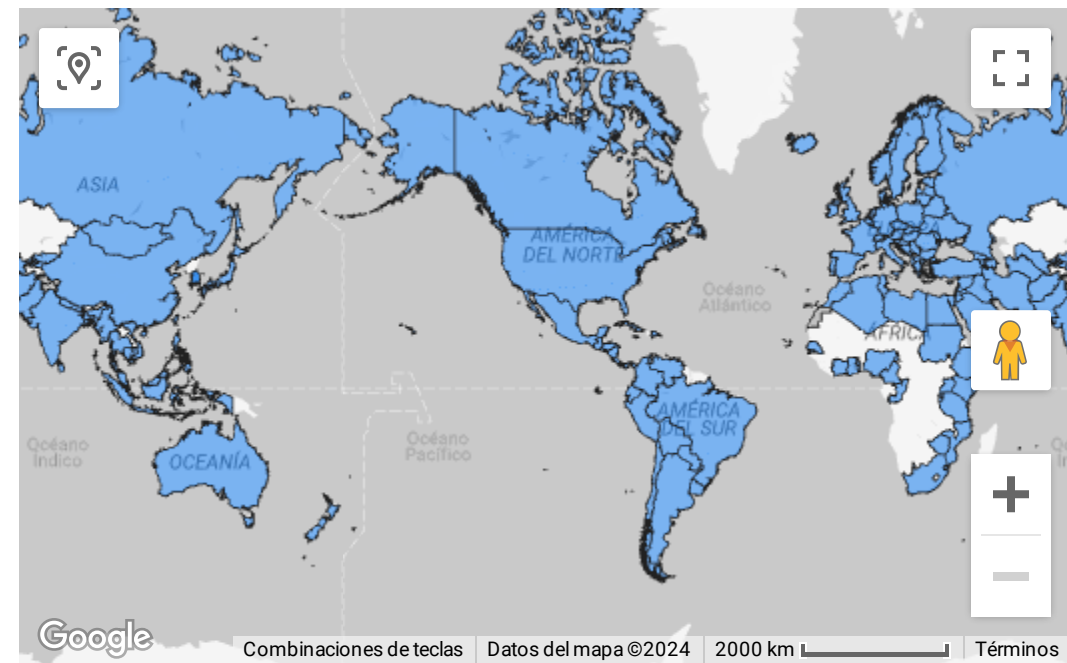 ASIA
AMÉRICA
DEL NORTE
EUROPA
Océano
Atlántico
ÁFRICA
AMÉRICA
DEL SUR
Océano
Índico
OCEANÍA
Océano
Pacífico
Google
Combinaciones de teclas
Datos del mapa ©2024
2000 km
Términos